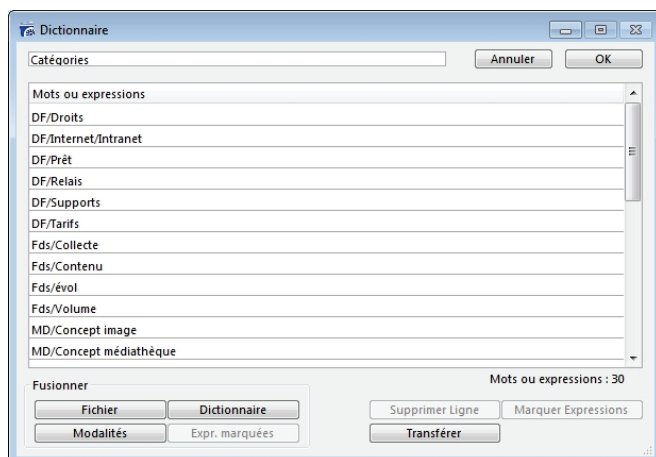 Dictionnaire
Catégories
Annuler
OK
Mots ou expressions
DF/Droits
DF/Internet/Intranet
DF/Prêt
DF/Relais
DF/Supports
DF/Tarifs
Fds/Collecte
Fds/Contenu
Fds/évol
Fds/Volume
MD/Concept image
MD/Concept médiathèque
Mots ou expressions : 30
Fusionner
Fichier
Dictionnaire
Supprimer Ligne
Marquer Expressions
Modalités
Expr. marquées
Transférer